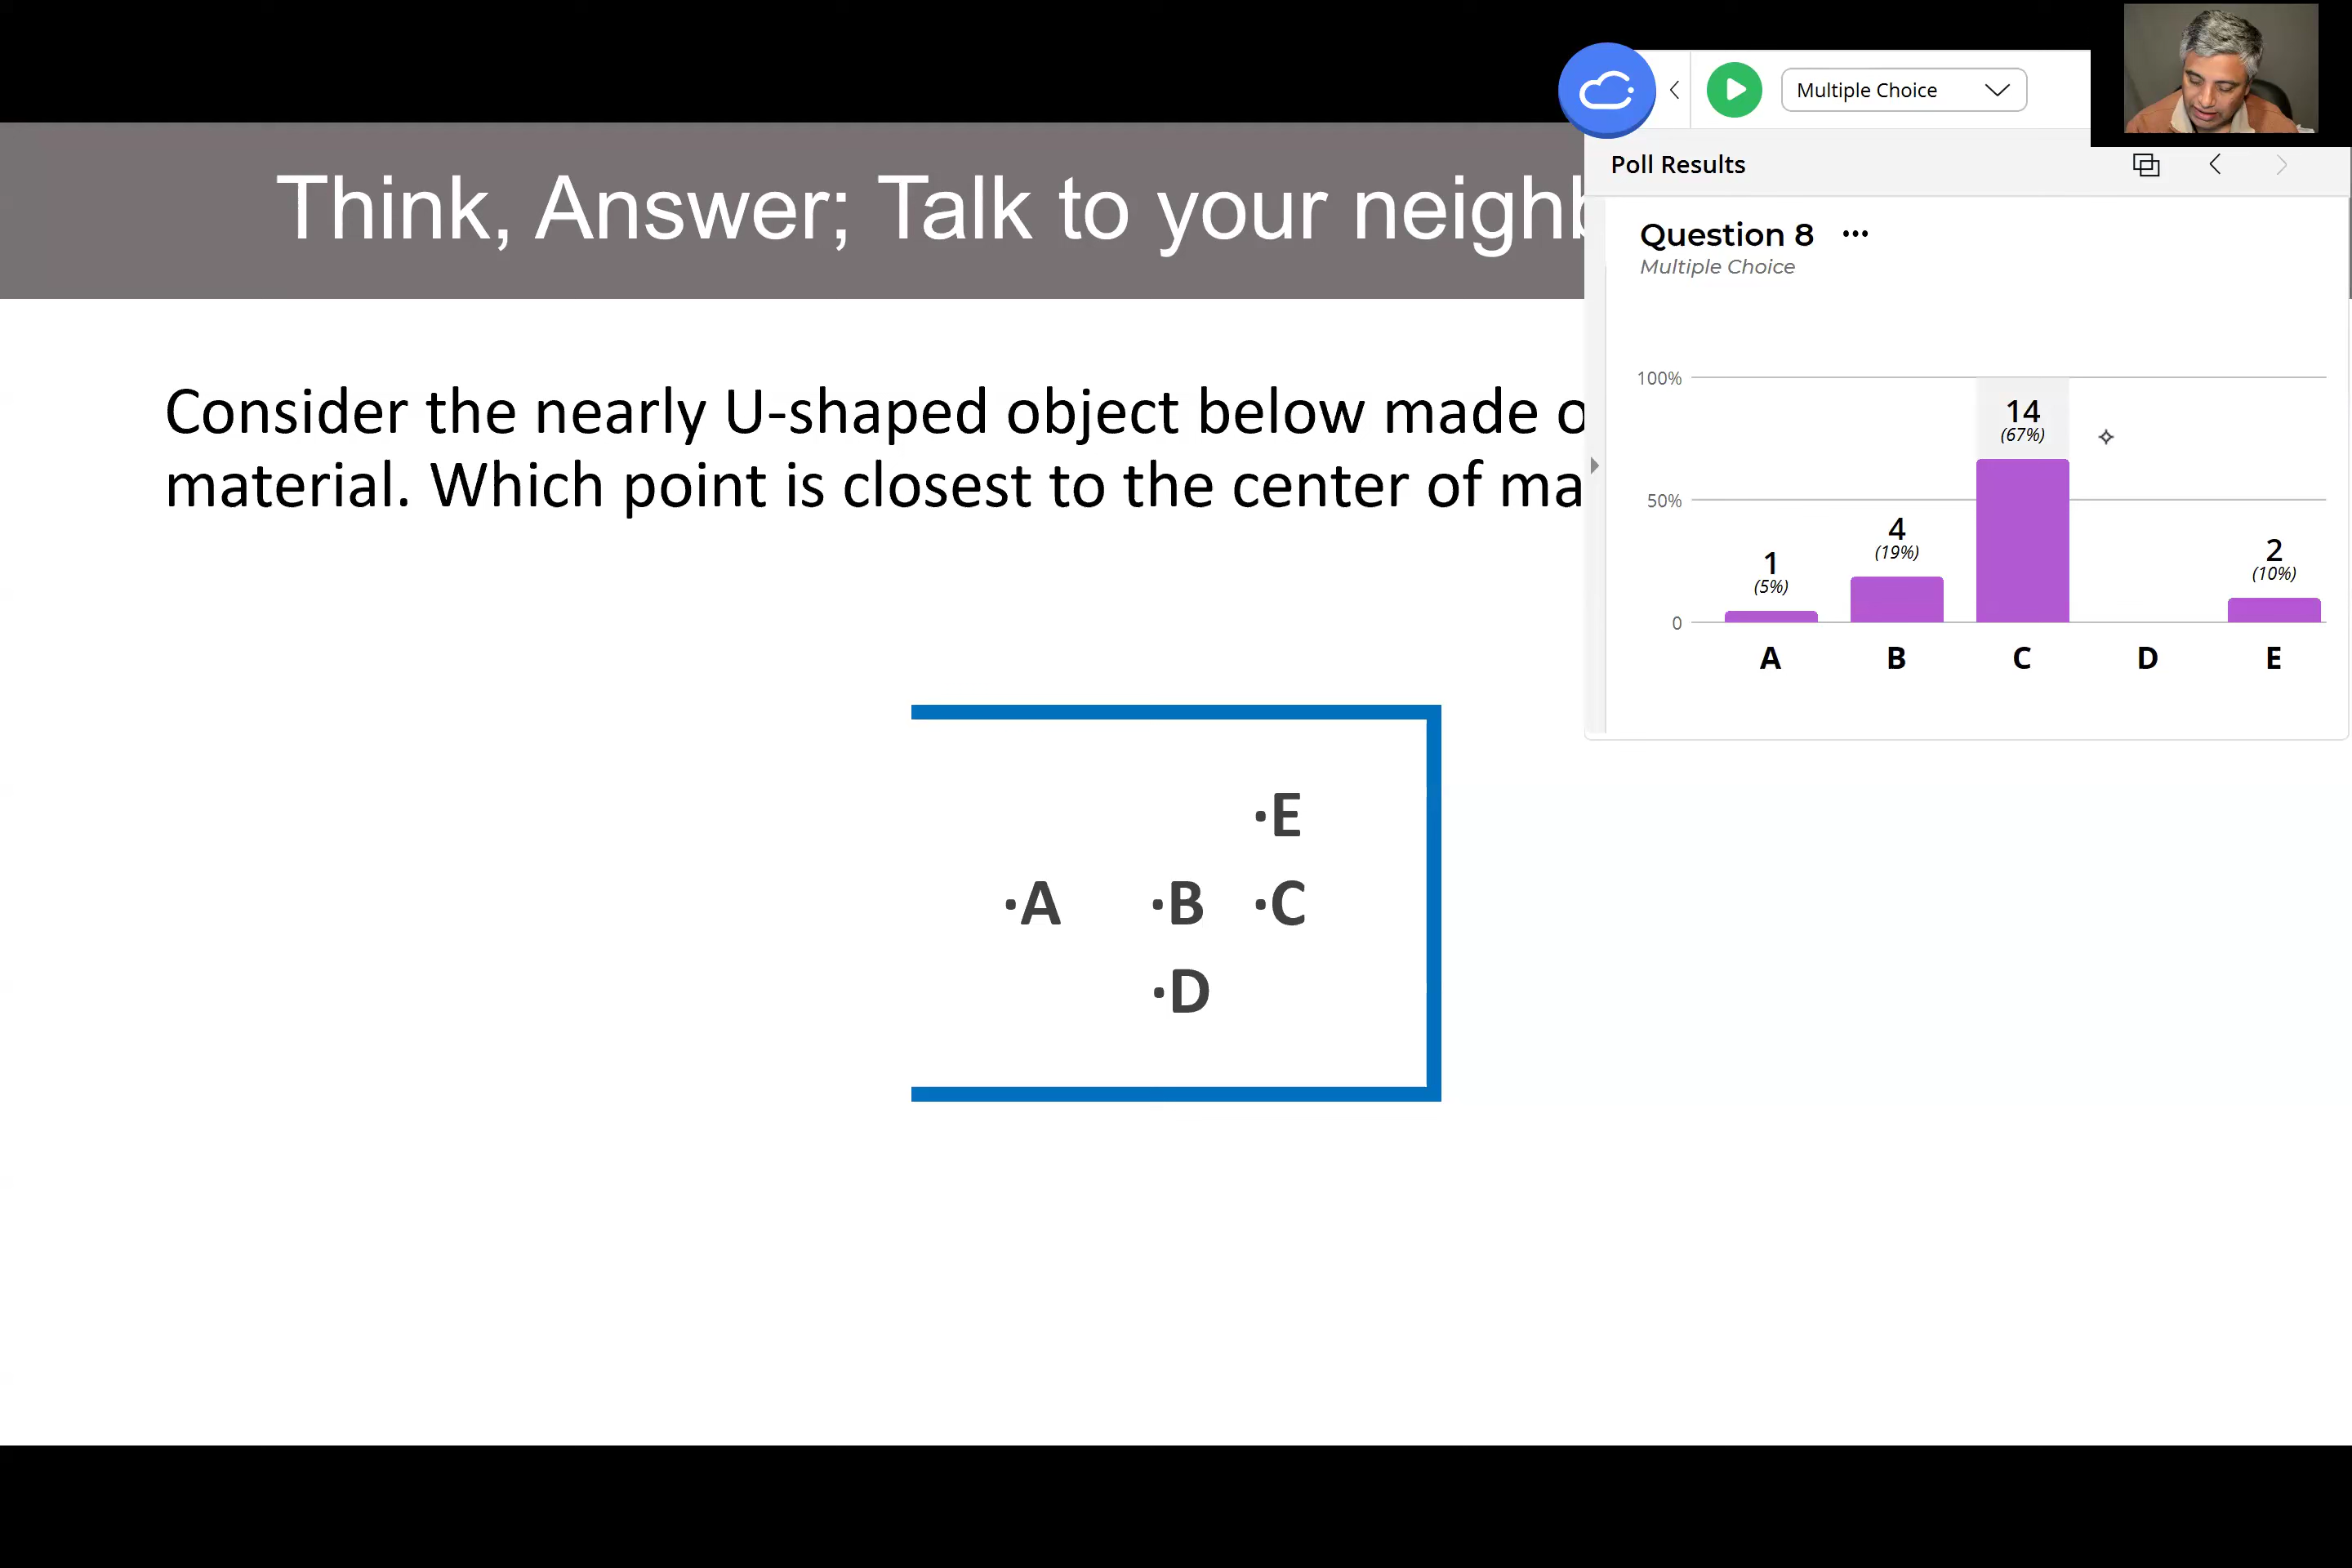 Think, Answer; Talk to your
Consider the nearly U-shaped object below made
material. Which point is closest to the center of
Multiple Choice
Poll Results
Question 8 •••
Multiple Choice
100%
50%
0
1
(5%)
4
(19%)
14
(67%)
2
(10%)
A B C D E
·E
·A ·B ·C
·D